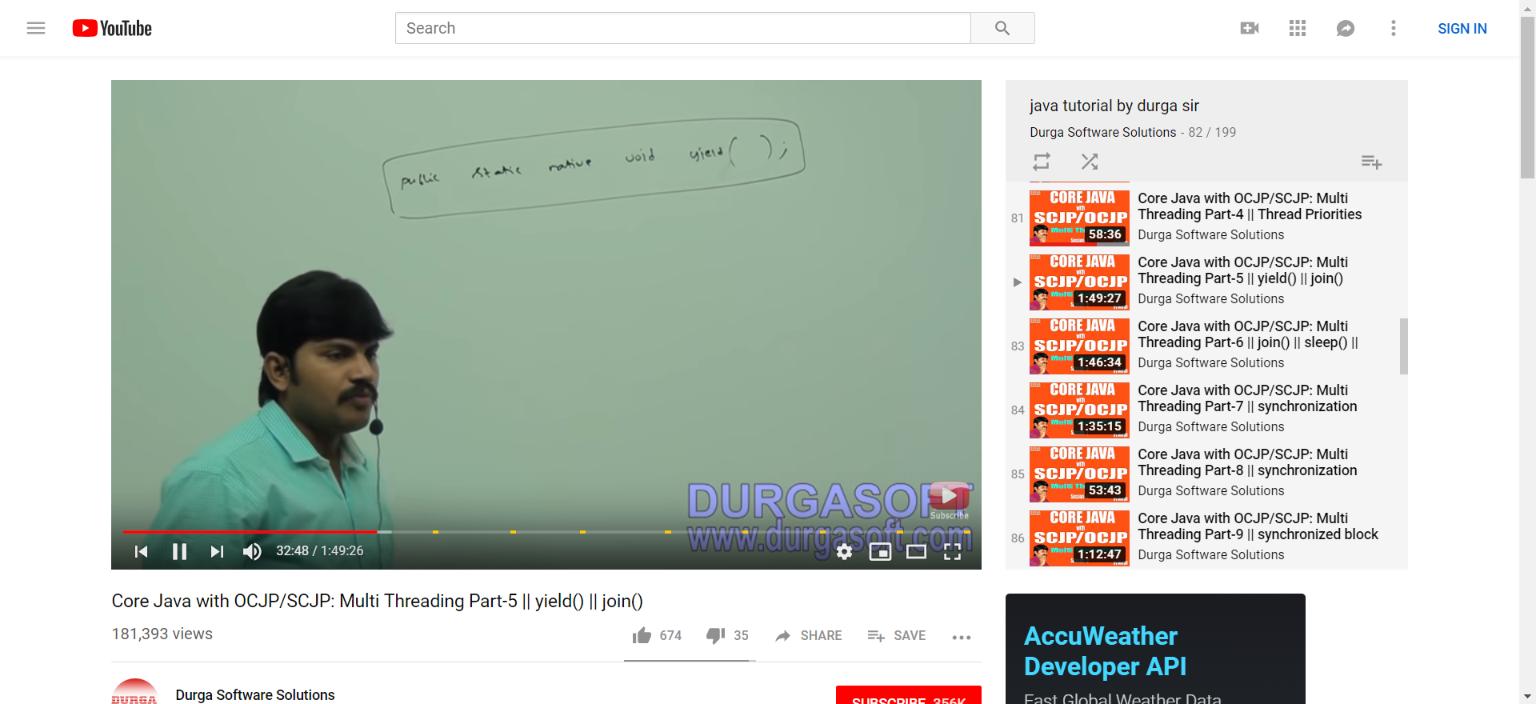 YouTube
Search
SIGN IN
public static native void yield( );
DURGASOFT
Subscribe
www.durgasoft.com
32:48 / 1:49:26
Core Java with OCJP/SCJP: Multi Threading Part-5 || yield() || join()
181,393 views
674
35
SHARE
SAVE
DURGA
Durga Software Solutions
SUBSCRIBE 356K
java tutorial by durga sir
Durga Software Solutions - 82 / 199
81
CORE JAVA
with
SCJP/OCJP
58:36
Core Java with OCJP/SCJP: Multi
Threading Part-4 || Thread Priorities
Durga Software Solutions
CORE JAVA
with
SCJP/OCJP
1:49:27
Core Java with OCJP/SCJP: Multi
Threading Part-5 || yield() || join()
Durga Software Solutions
83
CORE JAVA
with
SCJP/OCJP
1:46:34
Core Java with OCJP/SCJP: Multi
Threading Part-6 || join() || sleep() ||
Durga Software Solutions
84
CORE JAVA
with
SCJP/OCJP
1:35:15
Core Java with OCJP/SCJP: Multi
Threading Part-7 || synchronization
Durga Software Solutions
85
CORE JAVA
with
SCJP/OCJP
53:43
Core Java with OCJP/SCJP: Multi
Threading Part-8 || synchronization
Durga Software Solutions
86
CORE JAVA
with
SCJP/OCJP
1:12:47
Core Java with OCJP/SCJP: Multi
Threading Part-9 || synchronized block
Durga Software Solutions
AccuWeather
Developer API
Fast Global Weather Data